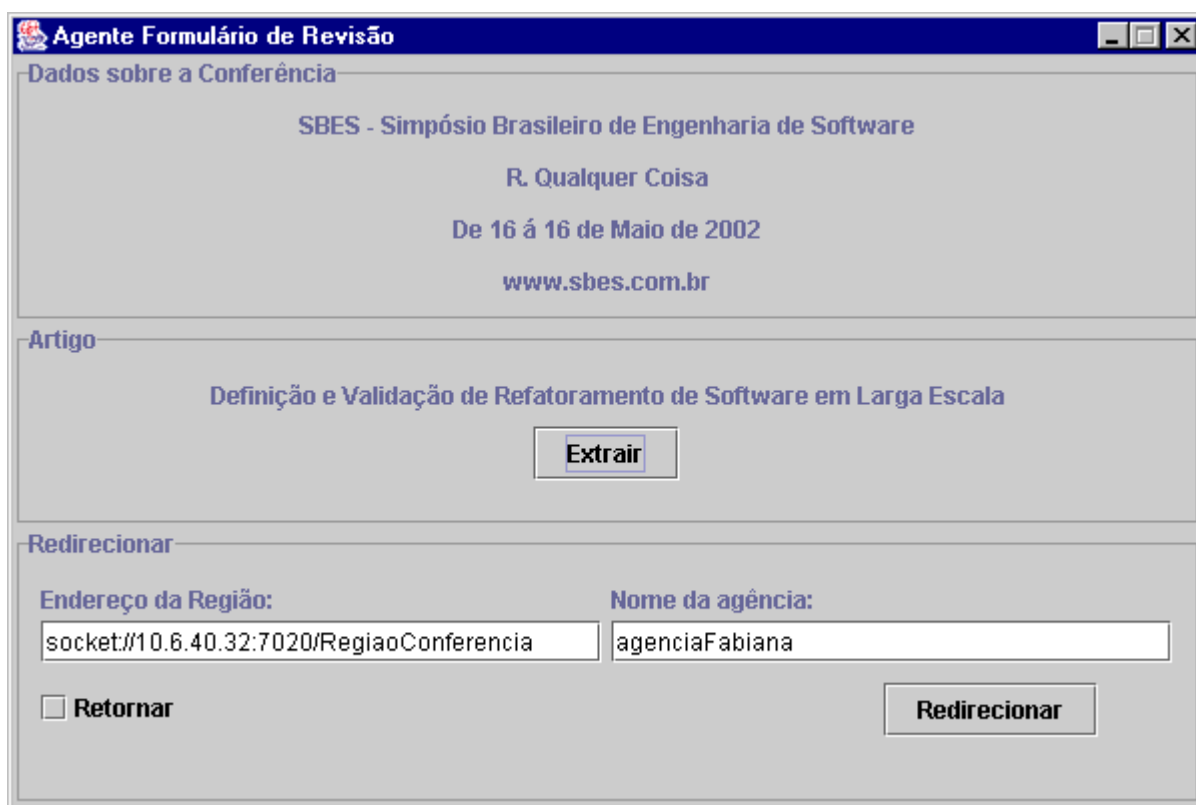 Agente Formulário de Revisão
Dados sobre a Conferência
SBES - Simpósio Brasileiro de Engenharia de Software
R. Qualquer Coisa
De 16 á 16 de Maio de 2002
www.sbes.com.br
Artigo
Definição e Validação de Refatoramento de Software em Larga Escala
Extrair
Redirecionar
Endereço da Região: Nome da agência:
socket://10.6.40.32:7020/RegiaoConferencia agenciaFabiana
Retornar Redirecionar